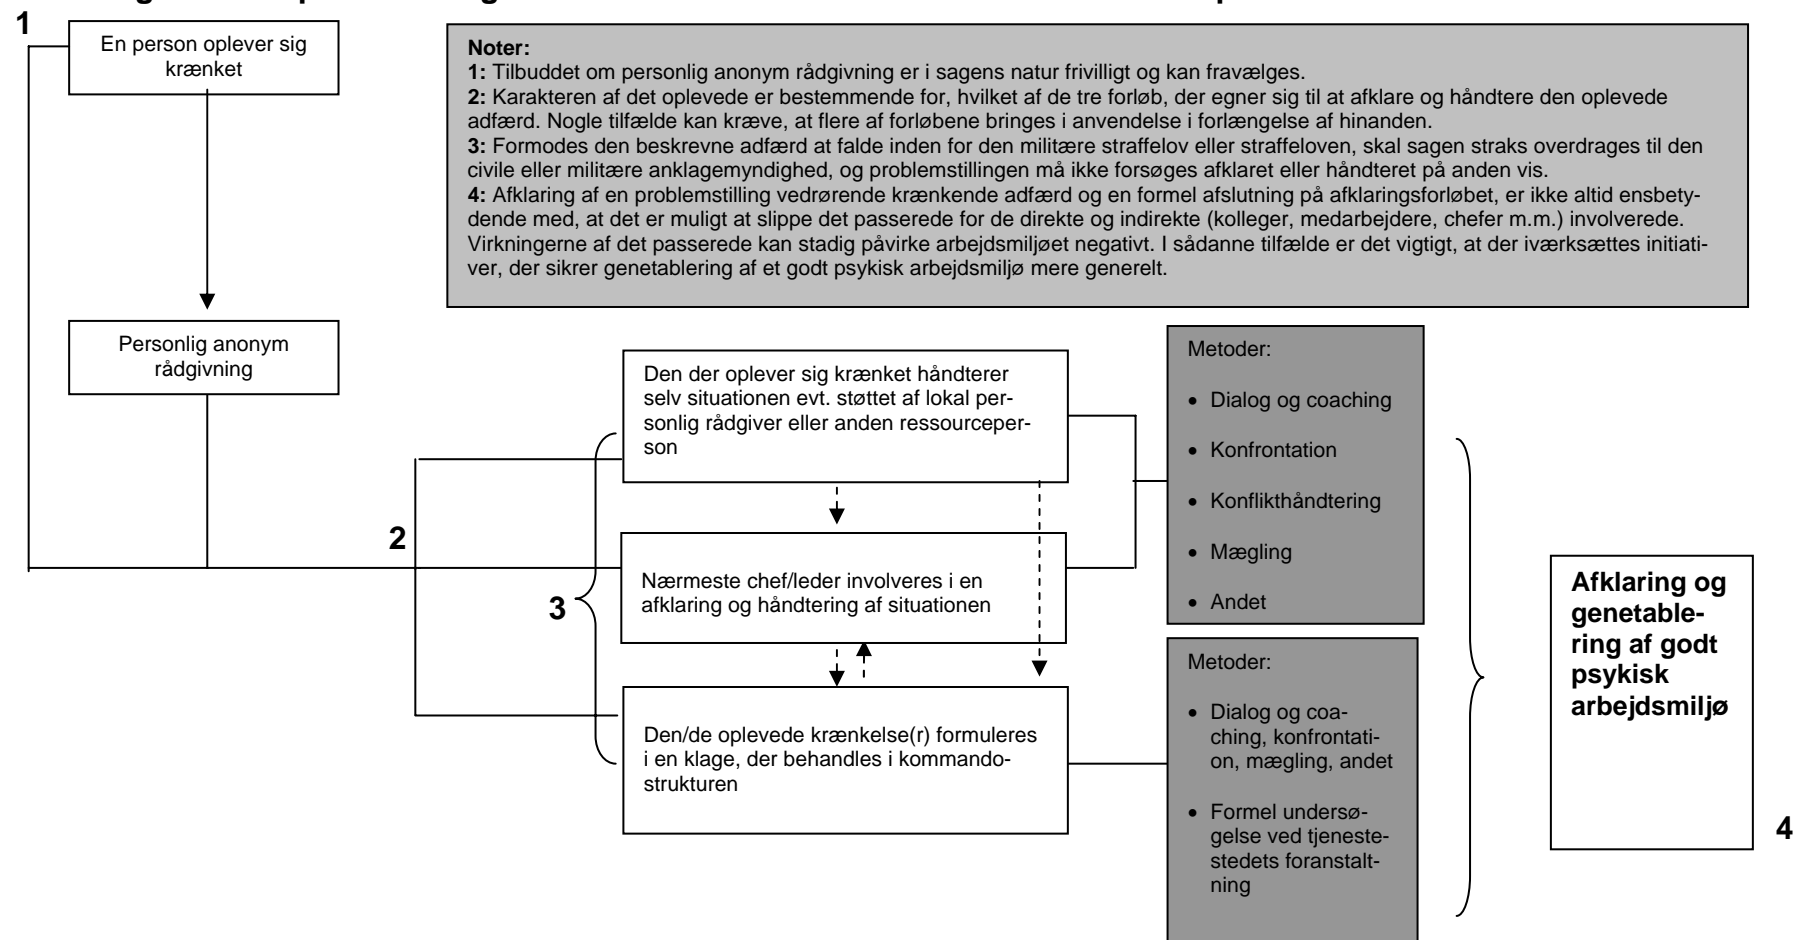 1
En person oplever sig
krænket
Noter:
1: Tilbuddet om personlig anonym rådgivning er i sagens natur frivilligt og kan fravælges.
2: Karakteren af det oplevede er bestemmende for, hvilket af de tre forløb, der egner sig til at afklare og håndtere den oplevede
adfærd. Nogle tilfælde kan kræve, at flere af forløbene bringes i anvendelse i forlængelse af hinanden.
3: Formodes den beskrevne adfærd at falde inden for den militære straffelov eller straffeloven, skal sagen straks overdrages til den
civile eller militære anklagemyndighed, og problemstillingen må ikke forsøges afklaret eller håndteret på anden vis.
4: Afklaring af en problemstilling vedrørende krænkende adfærd og en formel afslutning på afklaringsforløbet, er ikke altid ensbety-
dende med, at det er muligt at slippe det passerede for de direkte og indirekte (kolleger, medarbejdere, chefer m.m.) involverede.
Virkningerne af det passerede kan stadig påvirke arbejdsmiljøet negativt. I sådanne tilfælde er det vigtigt, at der iværksættes initiati-
ver, der sikrer genetablering af et godt psykisk arbejdsmiljø mere generelt.
Personlig anonym
rådgivning
Den der oplever sig krænket håndterer
selv situationen evt. støttet af lokal per-
sonlig rådgiver eller anden ressourceper-
son
2
3
Nærmeste chef/leder involveres i en
afklaring og håndtering af situationen
Den/de oplevede krænkelse(r) formuleres
i en klage, der behandles i kommando-
strukturen
Metoder:
• Dialog og coaching
• Konfrontation
• Konflikthåndtering
• Mægling
• Andet
Metoder:
• Dialog og coa-
ching, konfrontati-
on, mægling, andet
• Formel undersø-
gelse ved tjeneste-
stedets foranstalt-
ning
Afklaring og
genetable-
ring af godt
psykisk
arbejdsmiljø
4